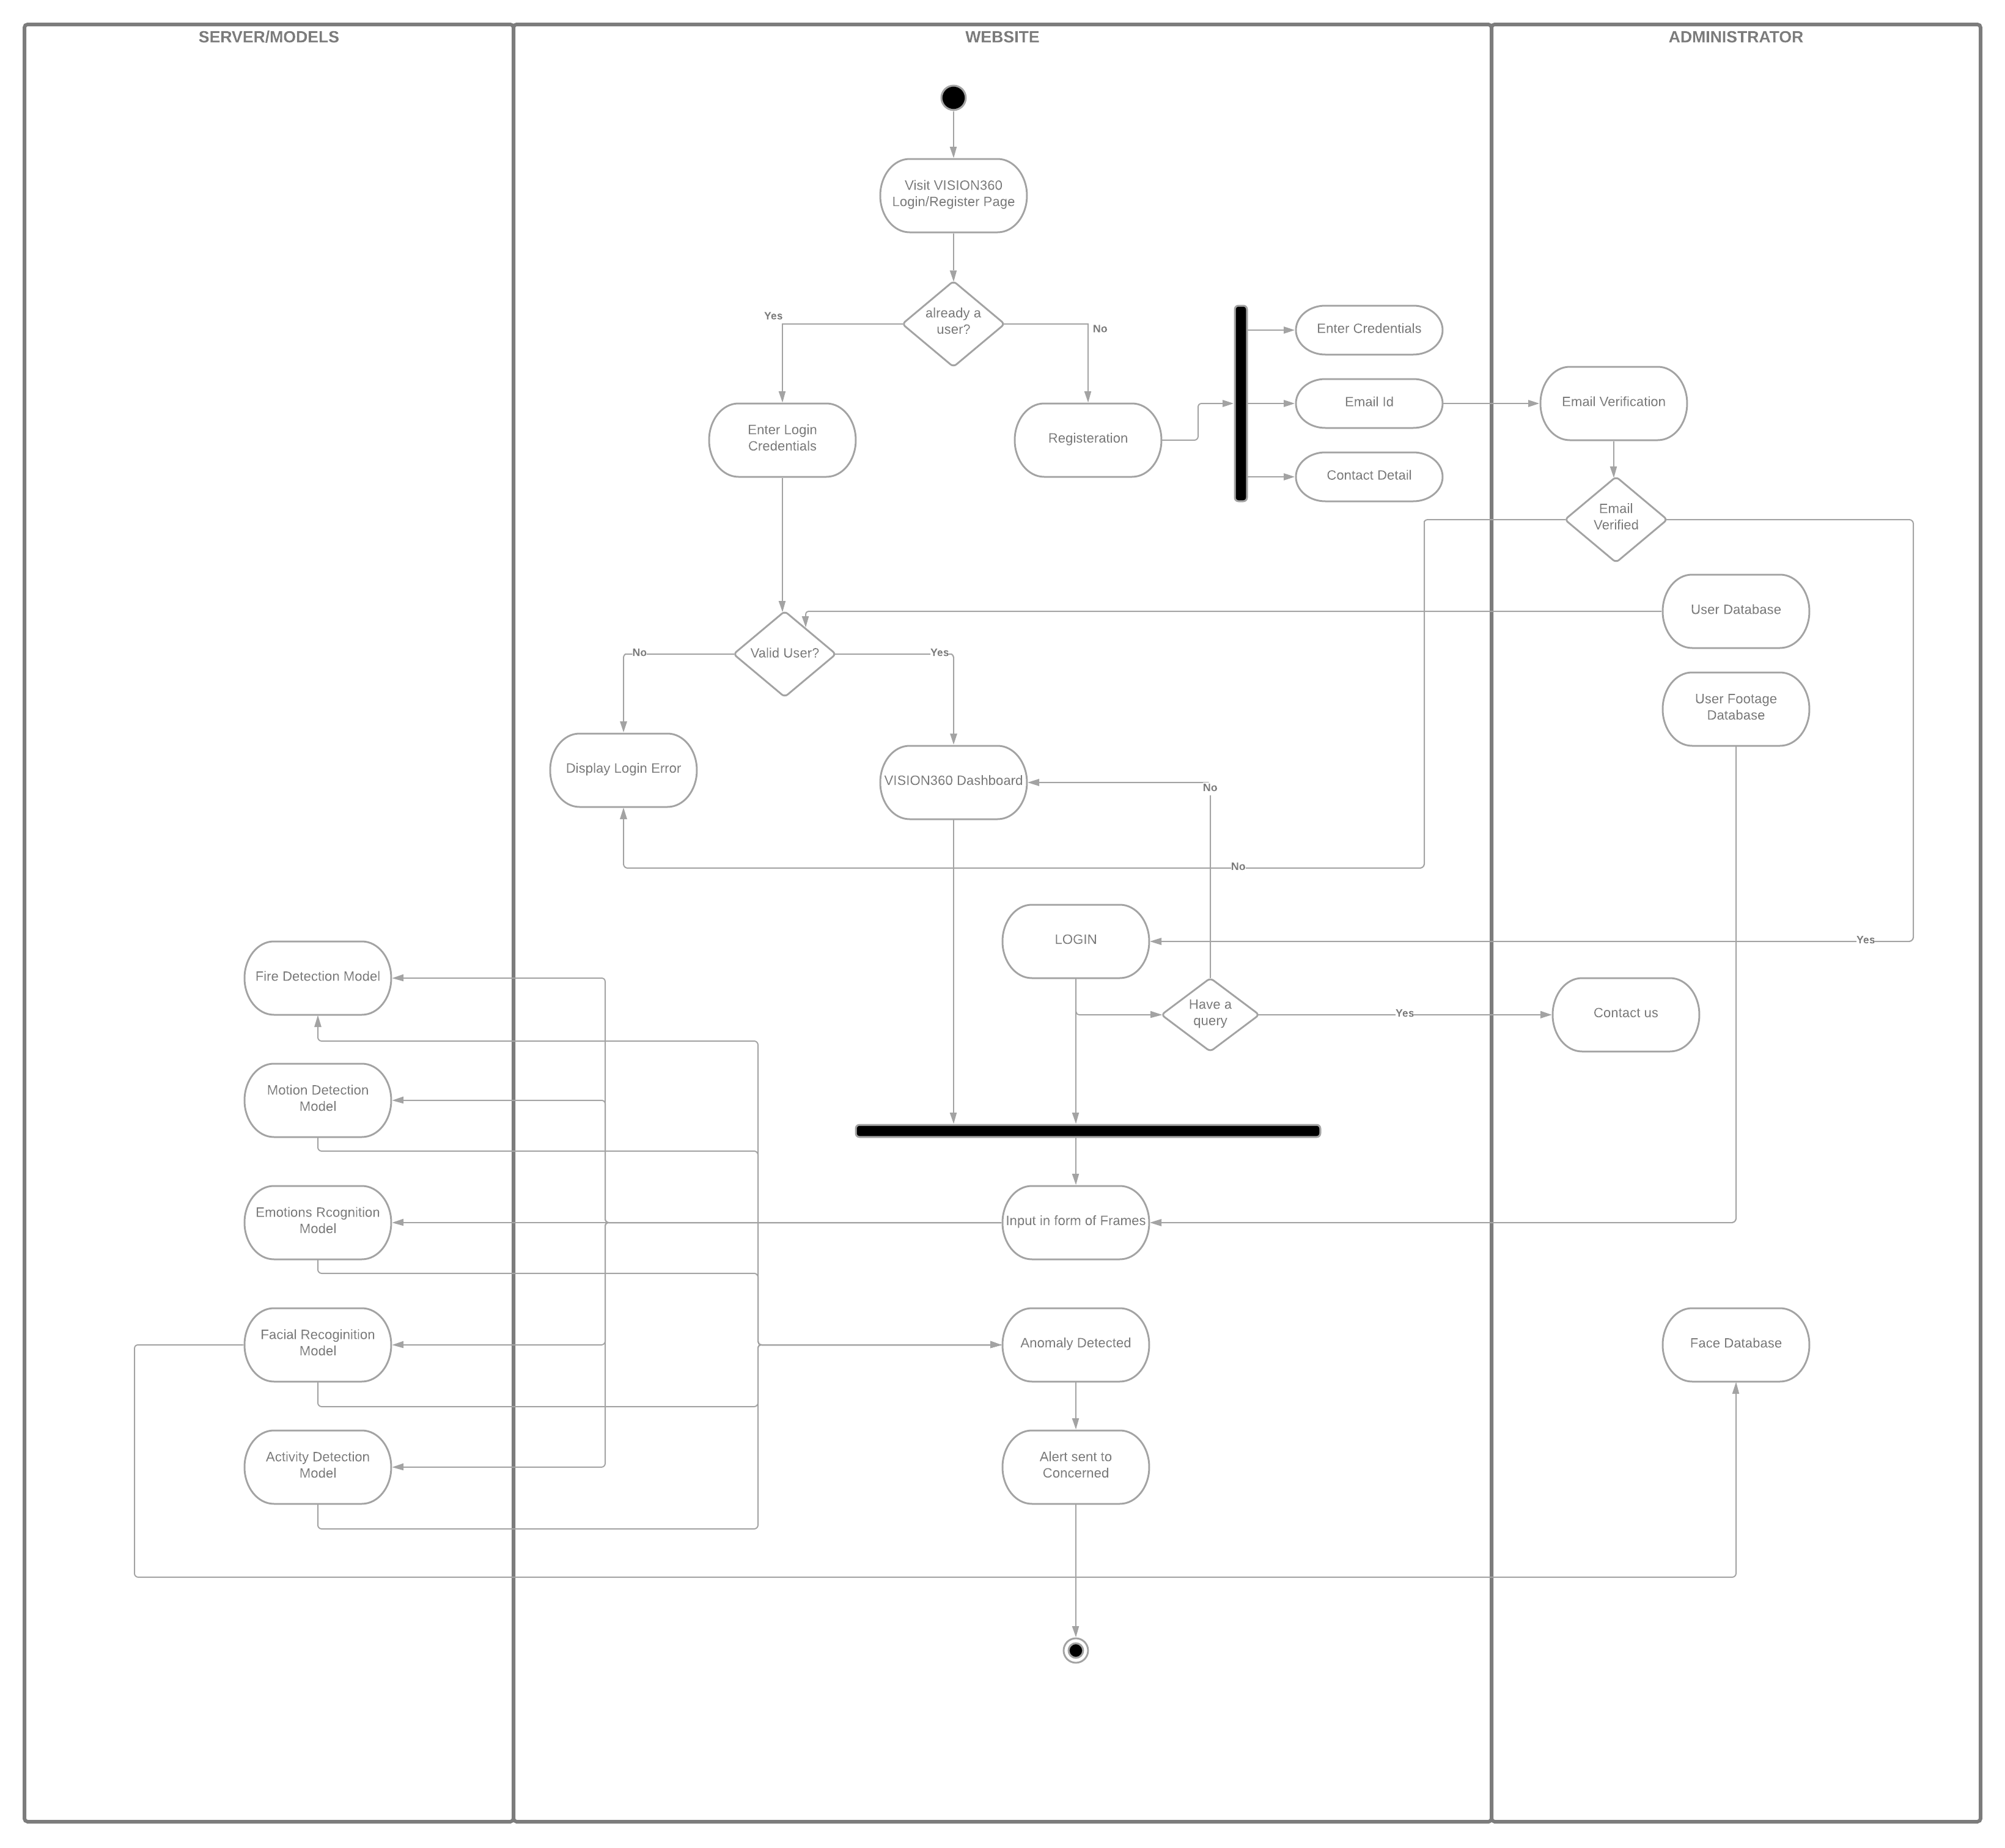 SERVER/MODELS
WEBSITE
ADMINISTRATOR
Visit VISION360
Login/Register Page
already a
user?
Yes
No
Enter Credentials
Email Id
Contact Detail
Email Verification
Enter Login
Credentials
Registeration
Email
Verified
User Database
Valid User?
No
Yes
User Footage
Database
Display Login Error
VISION360 Dashboard
No
No
LOGIN
Yes
Fire Detection Model
Have a
query
Yes
Contact us
Motion Detection
Model
Emotions Rcognition
Model
Input in form of Frames
Facial Recoginition
Model
Anomaly Detected
Face Database
Activity Detection
Model
Alert sent to
Concerned